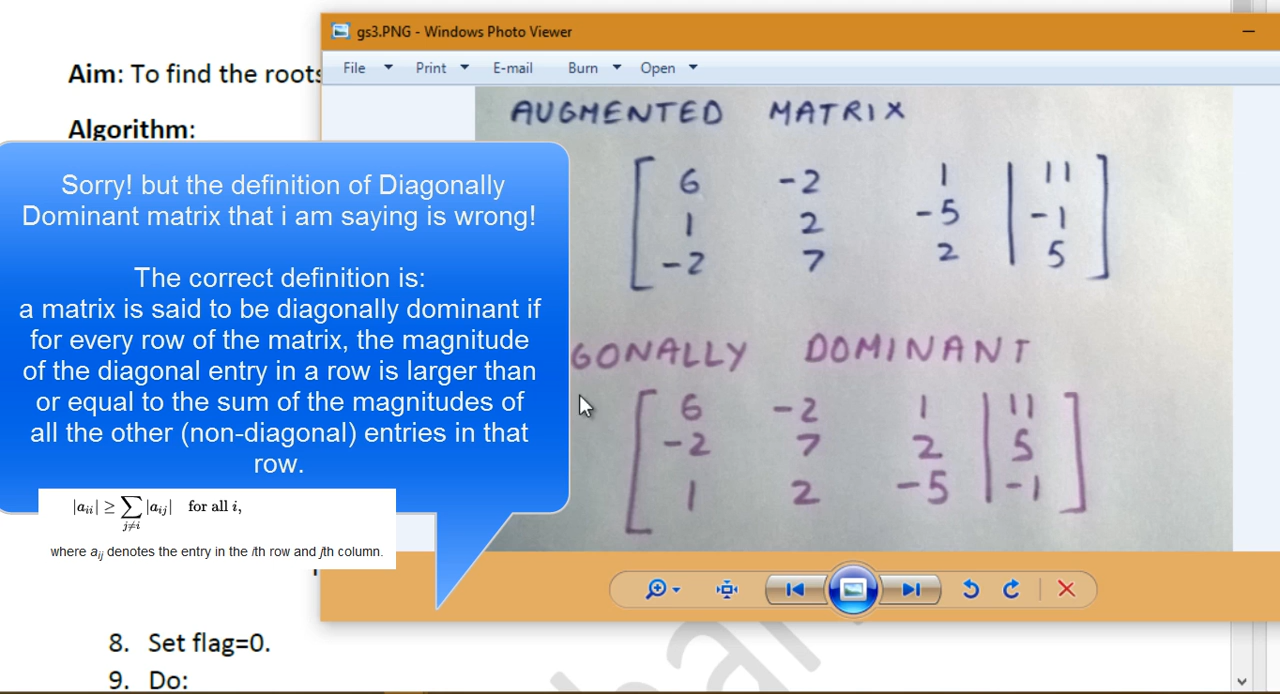 gs3.PNG - Windows Photo Viewer
File Print E-mail Burn Open
Aim: To find the roots
Algorithm:
Sorry! but the definition of Diagonally
Dominant matrix that i am saying is wrong!
The correct definition is:
a matrix is said to be diagonally dominant if
for every row of the matrix, the magnitude
of the diagonal entry in a row is larger than
or equal to the sum of the magnitudes of
all the other (non-diagonal) entries in that
row.
|aii| ≥ ∑j≠i |aij| for all i,
where aij denotes the entry in the ith row and jth column.
AUGMENTED MATRIX
6 -2 1 | 11
1 2 -5 | -1
-2 7 2 | 5
GONALLY DOMINANT
6 -2 1 | 11
-2 7 2 | 5
1 2 -5 | -1
8. Set flag=0.
9. Do: